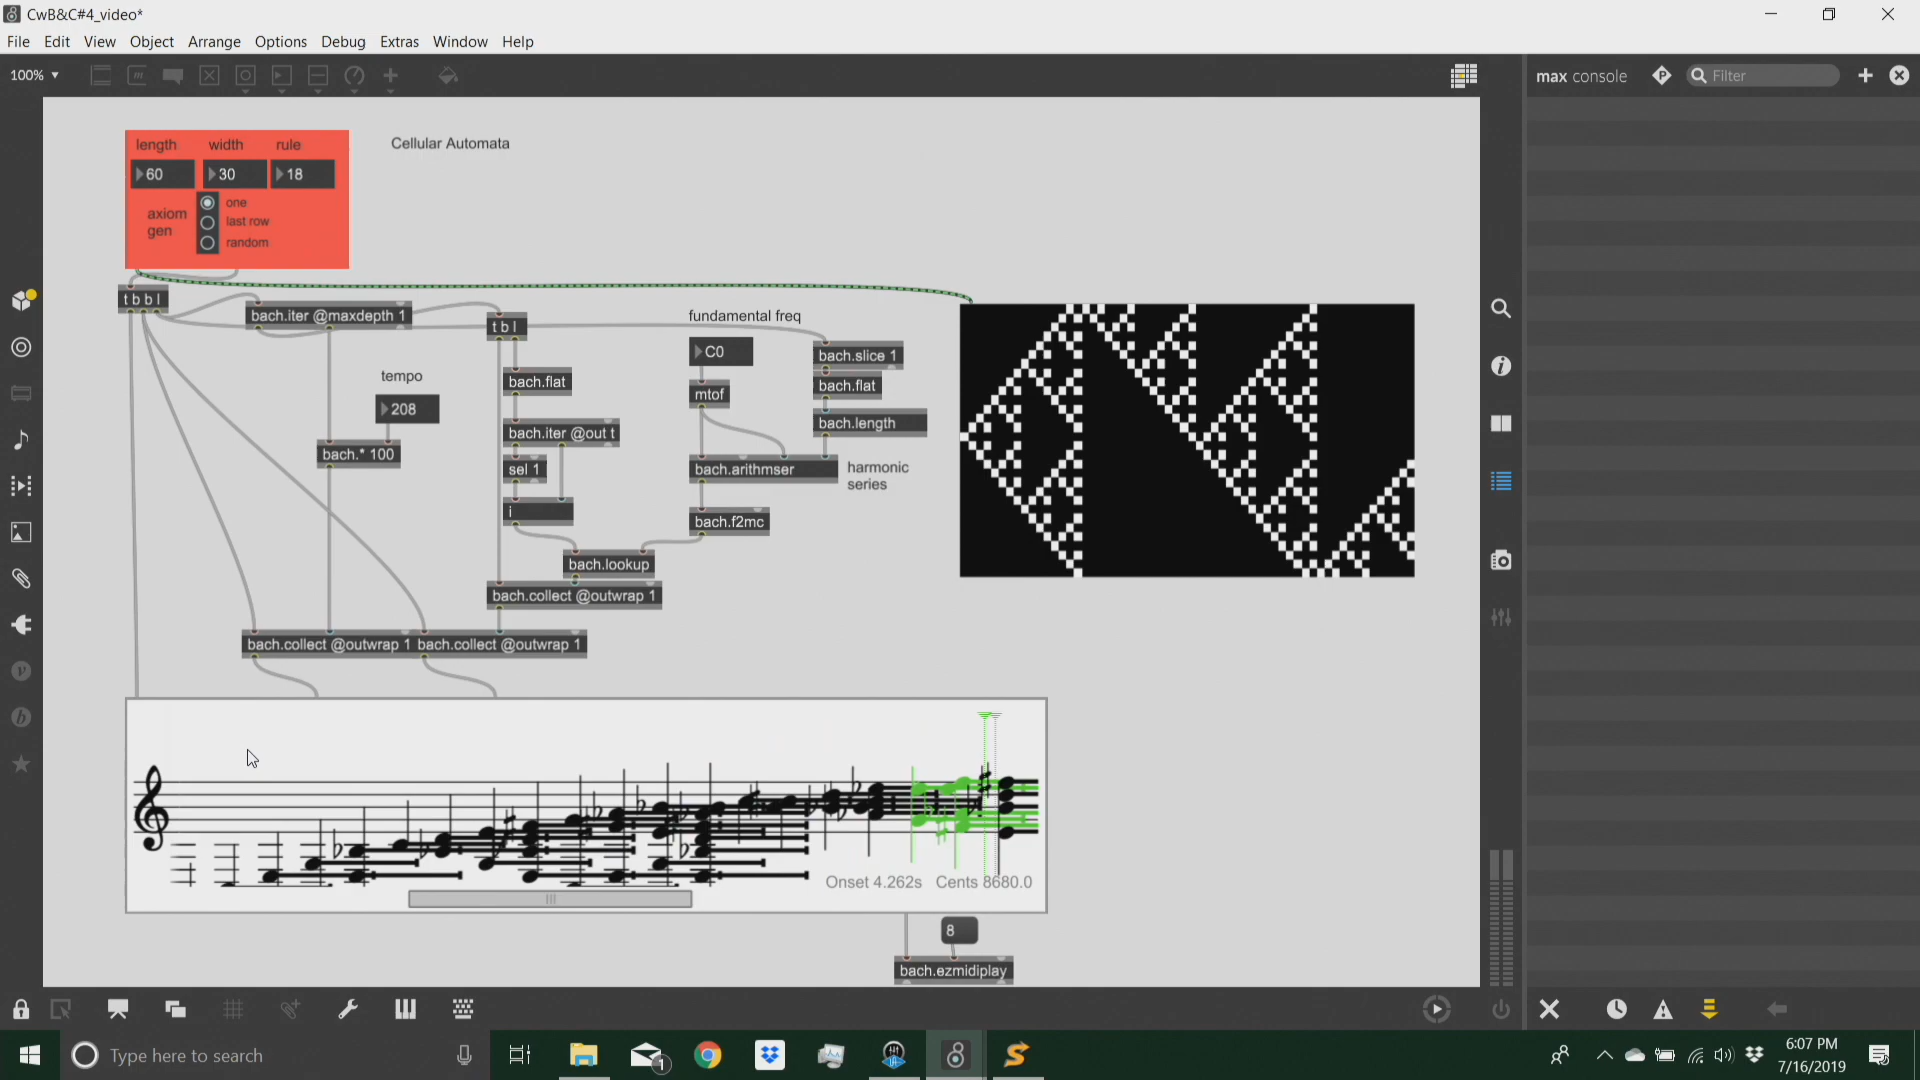 CwB&C#4_video*
File Edit View Object Arrange Options Debug Extras Window Help
100%
max console
Filter
length width rule
60 30 18
axiom gen
one
last row
random
Cellular Automata
t b b l
bach.iter @maxdepth 1
t b l
fundamental freq
C0
bach.slice 1
bach.flat
bach.flat
mtof
tempo
208
bach.length
bach.iter @out t
bach.* 100
sel 1
bach.arithmser
harmonic
series
i
bach.f2mc
bach.lookup
bach.collect @outwrap 1
bach.collect @outwrap 1
bach.collect @outwrap 1
Onset 4.262s Cents 8680.0
8
bach.ezmidiplay
Type here to search
1
6:07 PM
7/16/2019